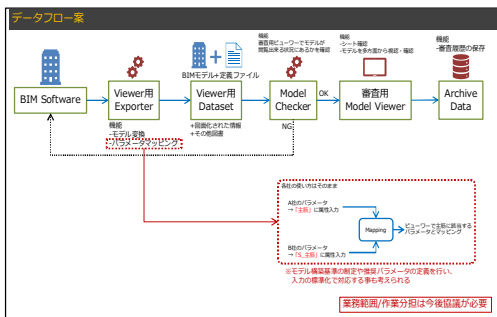 データフロー案
機能
審査用ビューワーでモデルが
閲覧出来る状況にあるかを確認
機能
-シート確認
-モデルを多方面から視認・確認
機能
-審査履歴の保存
BIMモデル+定義ファイル
BIM Software
Viewer用
Exporter
Viewer用
Dataset
Model
Checker
OK
審査用
Model Viewer
Archive
Data
機能
-モデル変換
-パラメータマッピング
+図面化された情報
+その他図書
NG
各社の使い方はそのまま
A社のパラメータ
→「主筋」に属性入力
Mapping
ビューワーで主筋に該当する
パラメータとマッピング
B社のパラメータ
→「S_主筋」に属性入力
※モデル構築基準の制定や推奨パラメータの定義を行い、
入力の標準化で対応する事も考えられる
業務範囲/作業分担は今後協議が必要